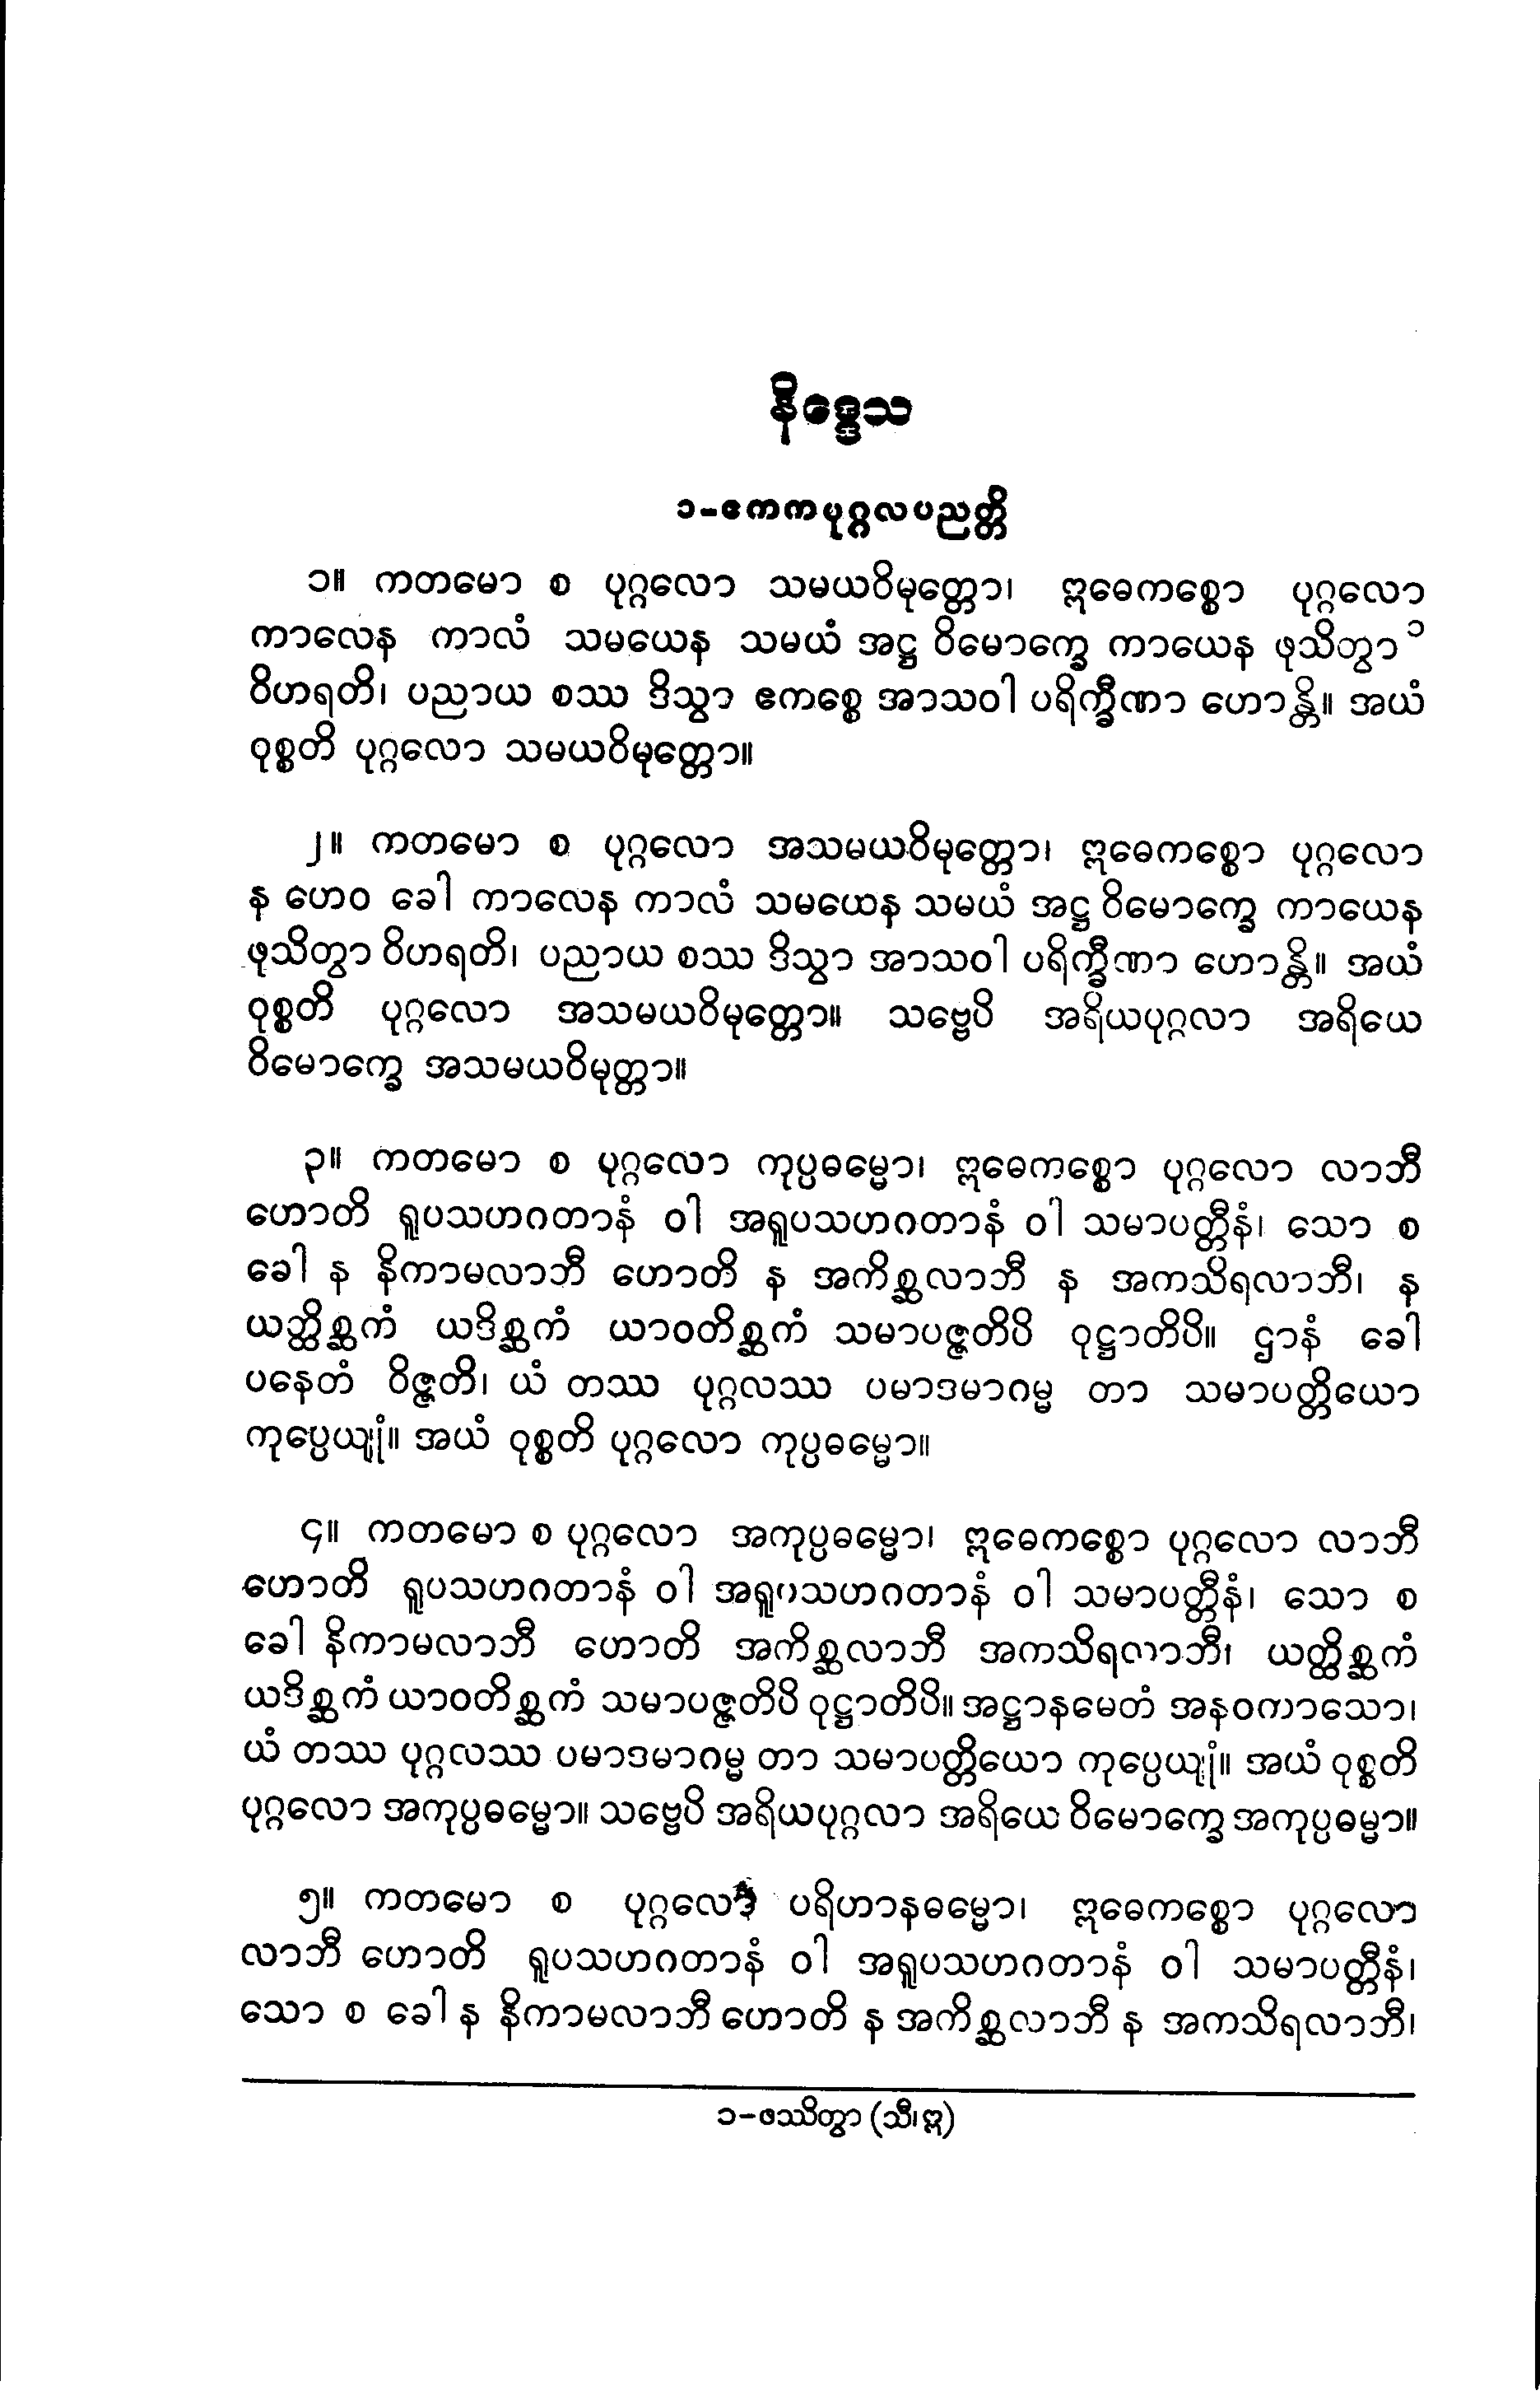 နိဒ္ဒေသ
၁-ဧကကပုဂ္ဂလပညတ္တိ
၁။ ကတမော စ ပုဂ္ဂလော သမယဝိမုတ္တော၊ ဣဓေကစ္စော ပုဂ္ဂလော
ကာလေန ကာလံ သမယေန သမယံ အဋ္ဌ ဝိမောက္ခေ ကာယေန ဖုသိတွာ ၁
ဝိဟရတိ၊ ပညာယ စဿ ဒိသွာ ဧကစ္စေ အာသဝါ ပရိက္ခီဏာ ဟောန္တိ။ အယံ
ဝုစ္စတိ ပုဂ္ဂလော သမယဝိမုတ္တော။
၂။ ကတမော စ ပုဂ္ဂလော အသမယဝိမုတ္တော၊ ဣဓေကစ္စော ပုဂ္ဂလော
န ဟေဝ ခေါ ကာလေန ကာလံ သမယေန သမယံ အဋ္ဌ ဝိမောက္ခေ ကာယေန
ဖုသိတွာ ဝိဟရတိ၊ ပညာယ စဿ ဒိသွာ အာသဝါ ပရိက္ခီဏာ ဟောန္တိ။ အယံ
ဝုစ္စတိ ပုဂ္ဂလော အသမယဝိမုတ္တော။ သဗ္ဗေပိ အရိယပုဂ္ဂလာ အရိယေ
ဝိမောက္ခေ အသမယဝိမုတ္တာ။
၃။ ကတမော စ ပုဂ္ဂလော ကုပ္ပဓမ္မော၊ ဣဓေကစ္စော ပုဂ္ဂလော လာဘီ
ဟောတိ ရူပသဟဂတာနံ ဝါ အရူပသဟဂတာနံ ဝါ သမာပတ္တီနံ၊ သော စ
ခေါ န နိကာမလာဘီ ဟောတိ န အကိစ္ဆလာဘီ န အကသိရလာဘီ၊ န
ယတ္ထိစ္ဆကံ ယဒိစ္ဆကံ ယာဝတိစ္ဆကံ သမာပဇ္ဇတိပိ ဝုဋ္ဌာတိပိ။ ဌာနံ ခေါ
ပနေတံ ဝိဇ္ဇတိ၊ ယံ တဿ ပုဂ္ဂလဿ ပမာဒမာဂမ္မ တာ သမာပတ္တိယော
ကုပ္ပေယျုံ။ အယံ ဝုစ္စတိ ပုဂ္ဂလော ကုပ္ပဓမ္မော။
၄။ ကတမော စ ပုဂ္ဂလော အကုပ္ပဓမ္မော၊ ဣဓေကစ္စော ပုဂ္ဂလော လာဘီ
ဟောတိ ရူပသဟဂတာနံ ဝါ အရူပသဟဂတာနံ ဝါ သမာပတ္တီနံ၊ သော စ
ခေါ နိကာမလာဘီ ဟောတိ အကိစ္ဆလာဘီ အကသိရလာဘီ၊ ယတ္ထိစ္ဆကံ
ယဒိစ္ဆကံ ယာဝတိစ္ဆကံ သမာပဇ္ဇတိပိ ဝုဋ္ဌာတိပိ။ အဋ္ဌာနမေတံ အနဝကာသော၊
ယံ တဿ ပုဂ္ဂလဿ ပမာဒမာဂမ္မ တာ သမာပတ္တိယော ကုပ္ပေယျုံ။ အယံ ဝုစ္စတိ
ပုဂ္ဂလော အကုပ္ပဓမ္မော။ သဗ္ဗေပိ အရိယပုဂ္ဂလာ အရိယေ ဝိမောက္ခေ အကုပ္ပဓမ္မာ။
၅။ ကတမော စ ပုဂ္ဂလော ပရိဟာနဓမ္မော၊ ဣဓေကစ္စော ပုဂ္ဂလော
လာဘီ ဟောတိ ရူပသဟဂတာနံ ဝါ အရူပသဟဂတာနံ ဝါ သမာပတ္တီနံ၊
သော စ ခေါ န နိကာမလာဘီ ဟောတိ န အကိစ္ဆလာဘီ န အကသိရလာဘီ၊
၁-ဖဿိတွာ (သီ၊ ဣ)